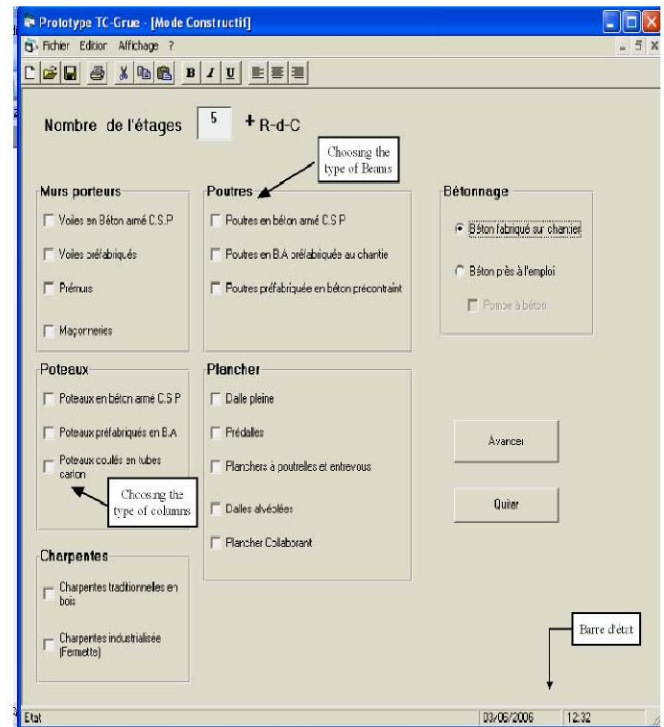 Prototype TC-Grue - [Mode Constructif]
Fichier Edition Affichage ?
B I U
Nombre de l'étages 5 + R-d-C
Choosing the
type of Beams
Murs porteurs
Voiles en Béton armé C.S.P
Voiles préfabriqués
Prémurs
Maçonneries
Poutres
Poutres en béton armé C.S.P
Poutres en B.A préfabriqués au chantie
Poutres préfabriquée en béton précontraint
Bétonnage
Béton fabriqué sur chantier
Béton près à l'emploi
Pompe à béton
Poteaux
Poteaux en béton armé C.S.P
Poteaux préfabriqués en B.A
Poteaux coulés en tubes
carton
Choosing the
type of columns
Plancher
Dalle pleine
Prédalles
Planchers à poutrelles et entrevous
Dalles alvéolées
Plancher Collaborant
Avancer
Quitter
Charpentes
Charpentes traditionnelles en
bois
Charpentes industrialisée
(Fermette)
Barre d'état
Etat 03/06/2006 12:32